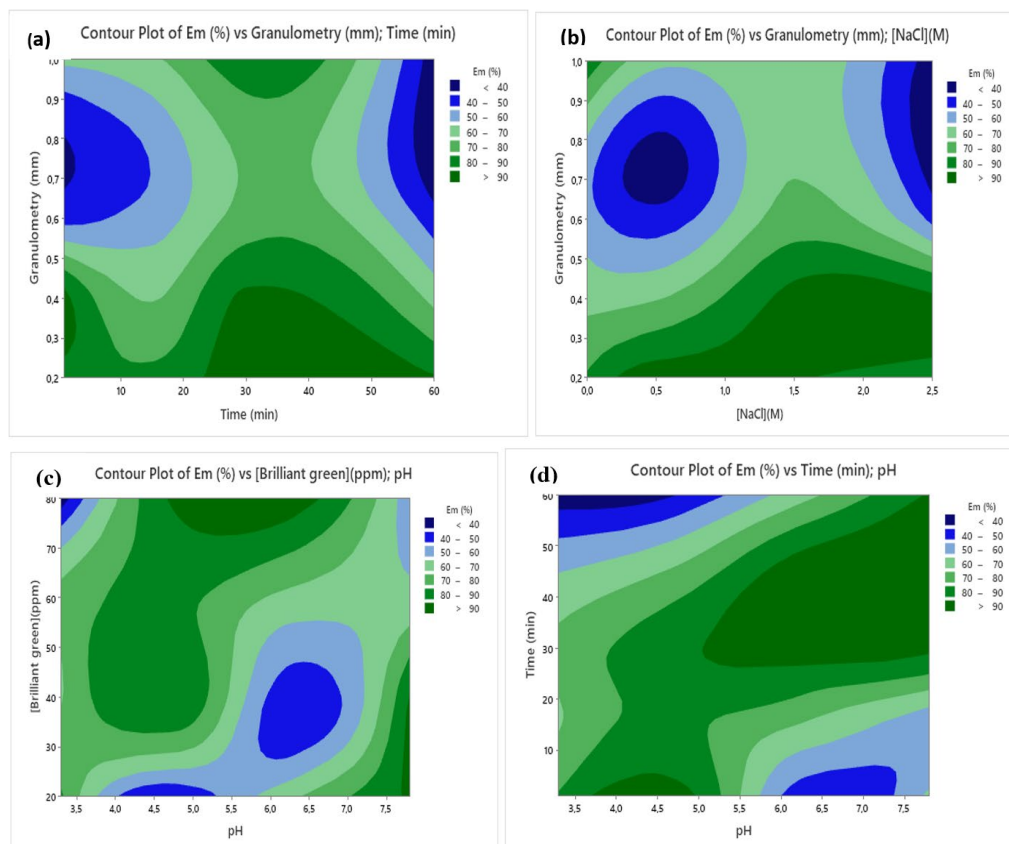 (a)
Contour Plot of Em (%) vs Granulometry (mm); Time (min)
Em (%)
< 40
40 – 50
50 – 60
60 – 70
70 – 80
80 – 90
> 90
Granulometry (mm)
1,0
0,9
0,8
0,7
0,6
0,5
0,4
0,3
0,2
10 20 30 40 50 60
Time (min)
(b)
Contour Plot of Em (%) vs Granulometry (mm); [NaCl](M)
Em (%)
< 40
40 – 50
50 – 60
60 – 70
70 – 80
80 – 90
> 90
Granulometry (mm)
1,0
0,9
0,8
0,7
0,6
0,5
0,4
0,3
0,2
0,0 0,5 1,0 1,5 2,0 2,5
[NaCl](M)
(c)
Contour Plot of Em (%) vs [Brilliant green](ppm); pH
Em (%)
< 40
40 – 50
50 – 60
60 – 70
70 – 80
80 – 90
> 90
[Brilliant green](ppm)
80
70
60
50
40
30
20
3,5 4,0 4,5 5,0 5,5 6,0 6,5 7,0 7,5
pH
(d)
Contour Plot of Em (%) vs Time (min); pH
Em (%)
< 40
40 – 50
50 – 60
60 – 70
70 – 80
80 – 90
> 90
Time (min)
60
50
40
30
20
10
3,5 4,0 4,5 5,0 5,5 6,0 6,5 7,0 7,5
pH